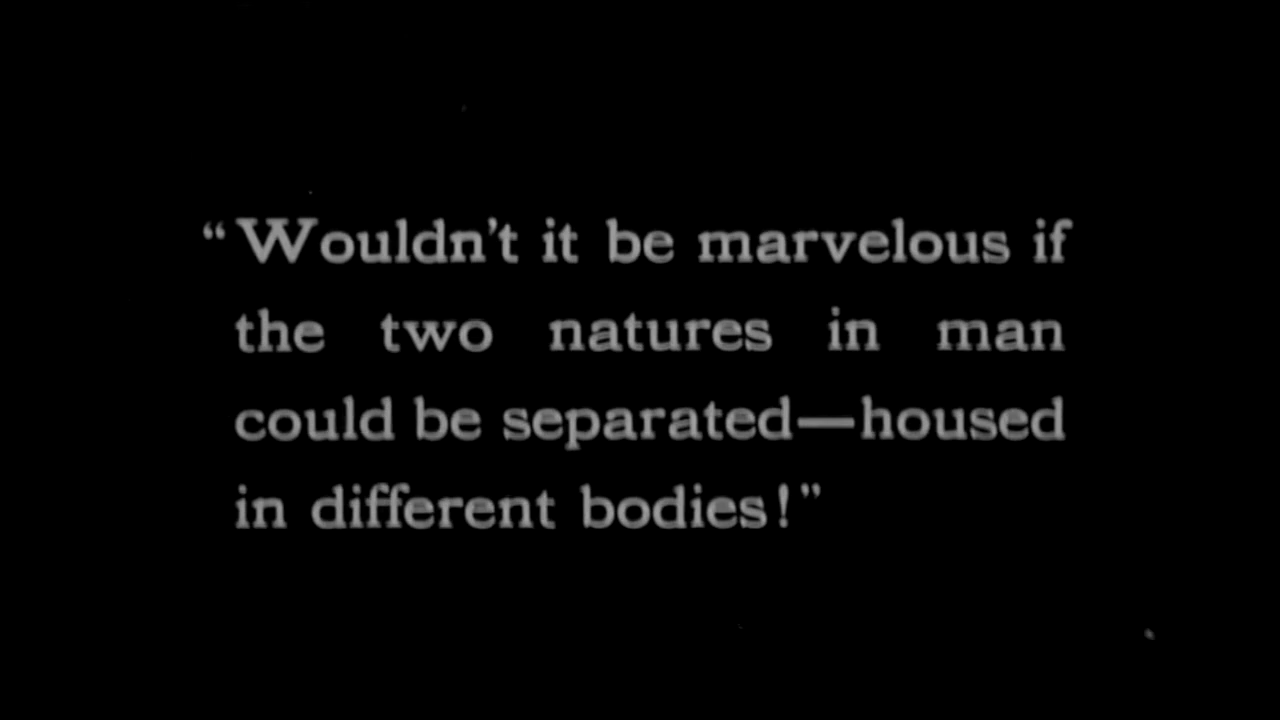 “Wouldn’t it be marvelous if
the two natures in man
could be separated—housed
in different bodies!”